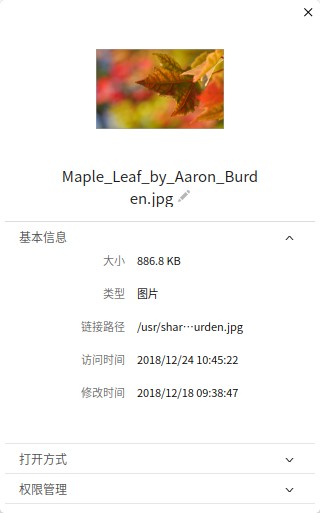 Maple_Leaf_by_Aaron_Burd
en.jpg
基本信息
大小 886.8 KB
类型 图片
链接路径 /usr/shar⋯urden.jpg
访问时间 2018/12/24 10:45:22
修改时间 2018/12/18 09:38:47
打开方式
权限管理